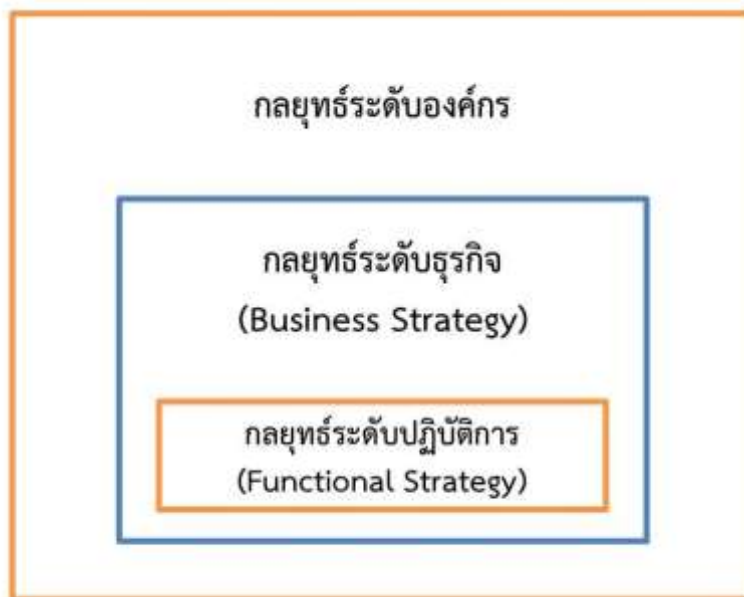 กลยุทธ์ระดับองค์กร
กลยุทธ์ระดับธุรกิจ
(Business Strategy)
กลยุทธ์ระดับปฏิบัติการ
(Functional Strategy)